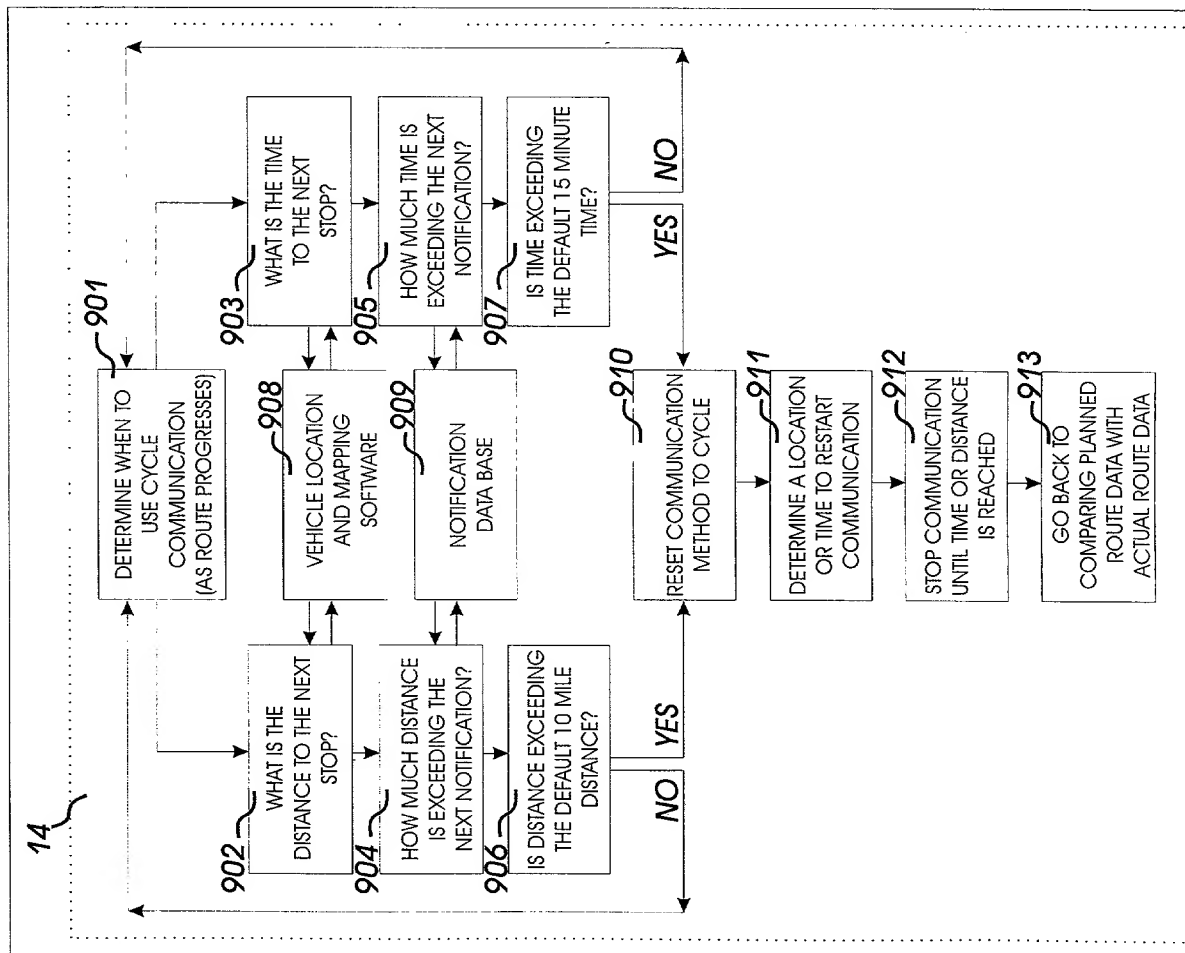 14
901
DETERMINE WHEN TO
USE CYCLE
COMMUNICATION
(AS ROUTE PROGRESSES)
902
WHAT IS THE
DISTANCE TO THE NEXT
STOP?
908
VEHICLE LOCATION
AND MAPPING
SOFTWARE
903
WHAT IS THE TIME
TO THE NEXT
STOP?
904
HOW MUCH DISTANCE
IS EXCEEDING THE
NEXT NOTIFICATION?
909
NOTIFICATION
DATA BASE
905
HOW MUCH TIME IS
EXCEEDING THE NEXT
NOTIFICATION?
906
IS DISTANCE EXCEEDING
THE DEFAULT 10 MILE
DISTANCE?
907
IS TIME EXCEEDING
THE DEFAULT 15 MINUTE
TIME?
NO
YES
YES
NO
910
RESET COMMUNICATION
METHOD TO CYCLE
911
DETERMINE A LOCATION
OR TIME TO RESTART
COMMUNICATION
912
STOP COMMUNICATION
UNTIL TIME OR DISTANCE
IS REACHED
913
GO BACK TO
COMPARING PLANNED
ROUTE DATA WITH
ACTUAL ROUTE DATA